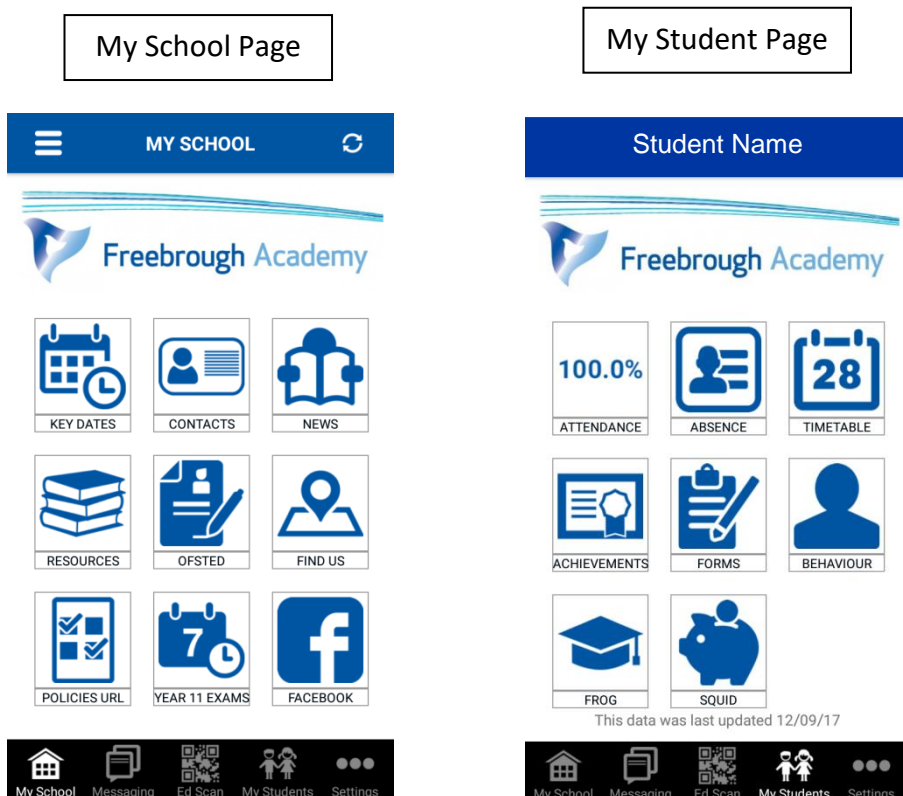 My School Page
My Student Page
MY SCHOOL
Freebrough Academy
KEY DATES
CONTACTS
NEWS
RESOURCES
OFSTED
FIND US
7
POLICIES URL
YEAR 11 EXAMS
FACEBOOK
My School
Messaging
Ed Scan
My Students
Settings
Student Name
Freebrough Academy
100.0%
28
ATTENDANCE
ABSENCE
TIMETABLE
ACHIEVEMENTS
FORMS
BEHAVIOUR
FROG
SQUID
This data was last updated 12/09/17
My School
Messaging
Ed Scan
My Students
Settings